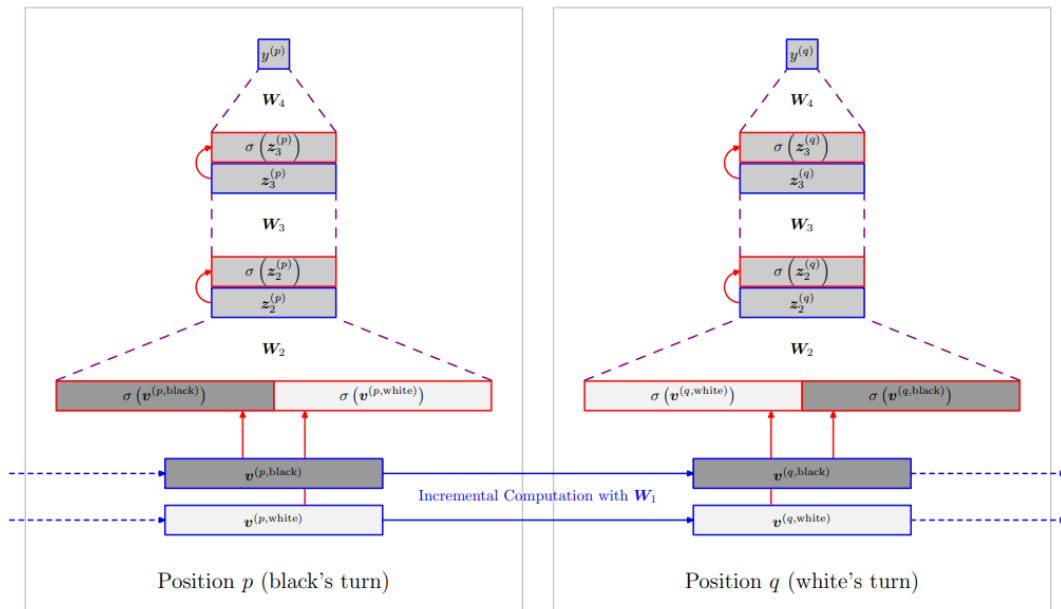 y^{(p)}
W_4
σ(z_3^{(p)})
z_3^{(p)}
W_3
σ(z_2^{(p)})
z_2^{(p)}
W_2
σ(v^{(p,black)}) σ(v^{(p,white)})
v^{(p,black)}
v^{(p,white)}
Position p (black's turn)
Incremental Computation with W_1
y^{(q)}
W_4
σ(z_3^{(q)})
z_3^{(q)}
W_3
σ(z_2^{(q)})
z_2^{(q)}
W_2
σ(v^{(q,white)}) σ(v^{(q,black)})
v^{(q,black)}
v^{(q,white)}
Position q (white's turn)